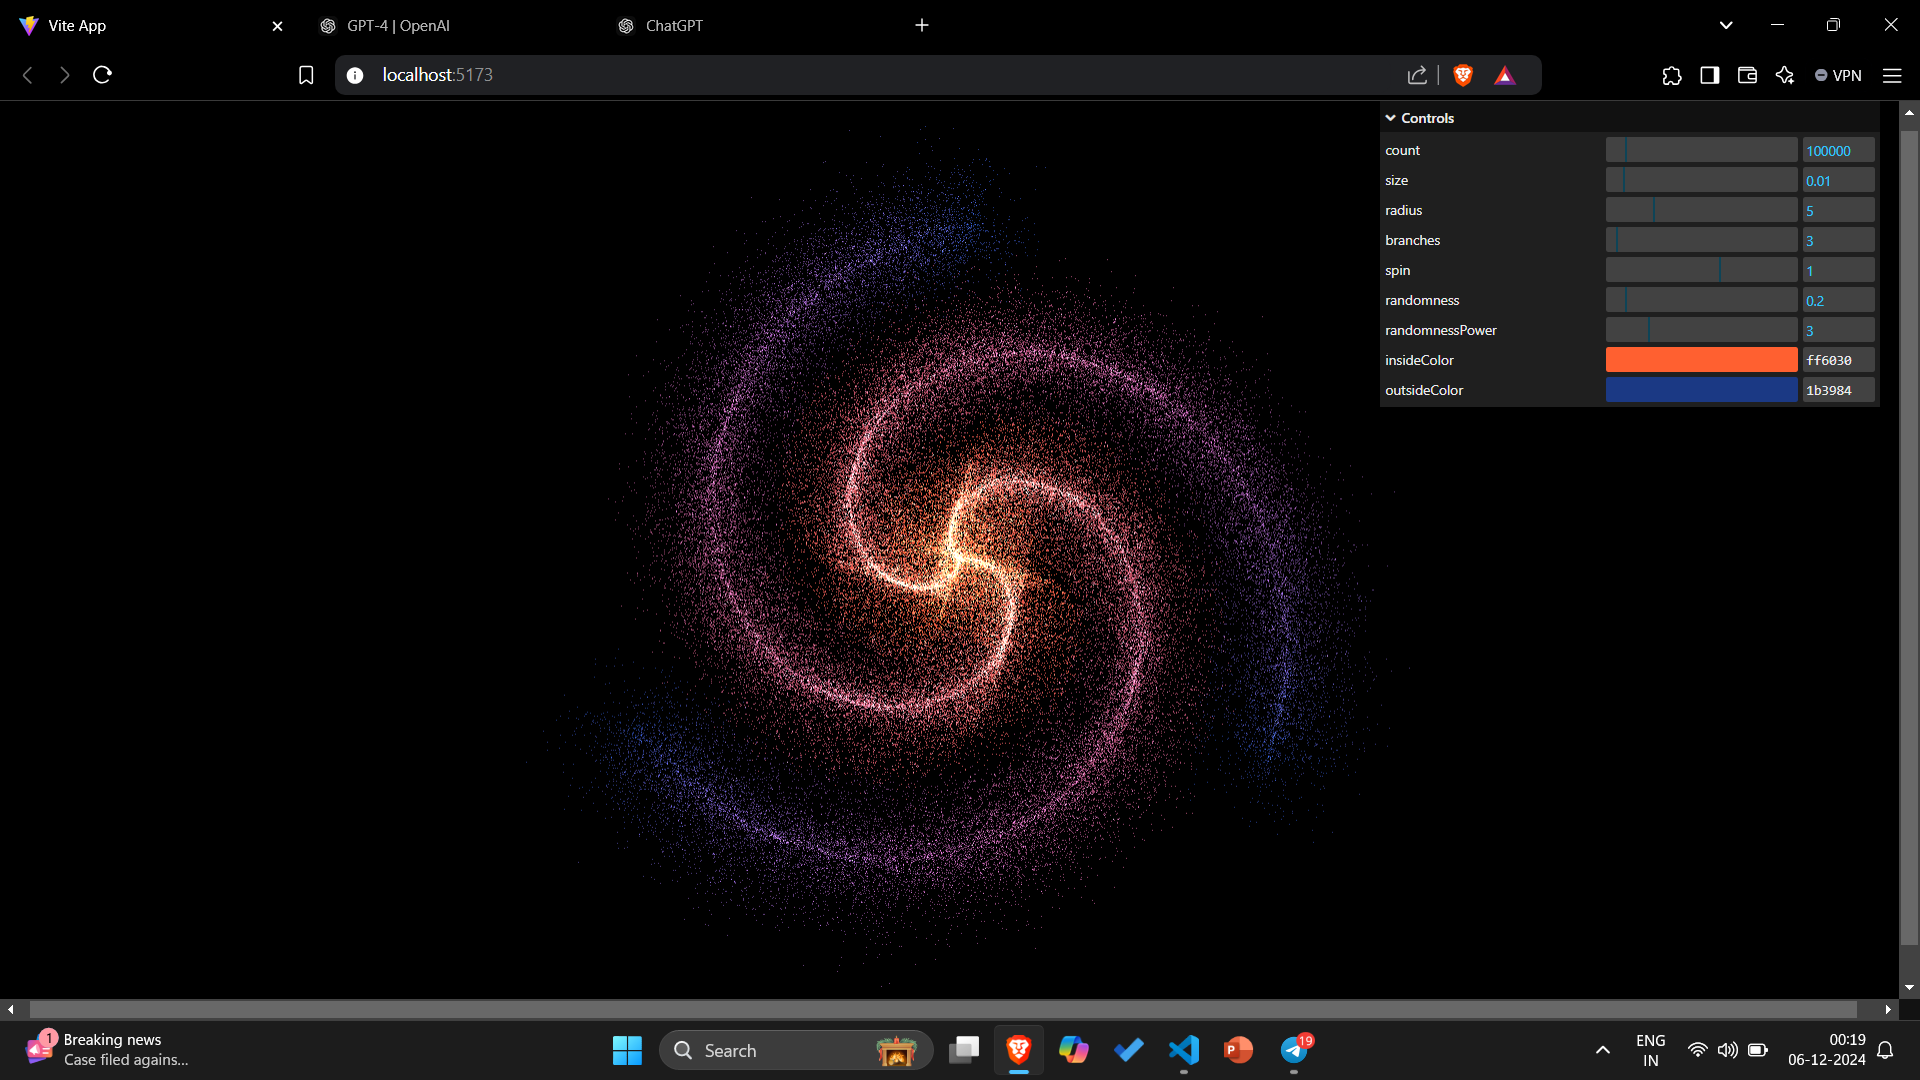 Vite App
GPT-4 | OpenAI
ChatGPT
localhost:5173
VPN
Controls
count 100000
size 0.01
radius 5
branches 3
spin 1
randomness 0.2
randomnessPower 3
insideColor ff6030
outsideColor 1b3984
1
Breaking news
Case filed agains...
Search
P
19
ENG
IN
00:19
06-12-2024